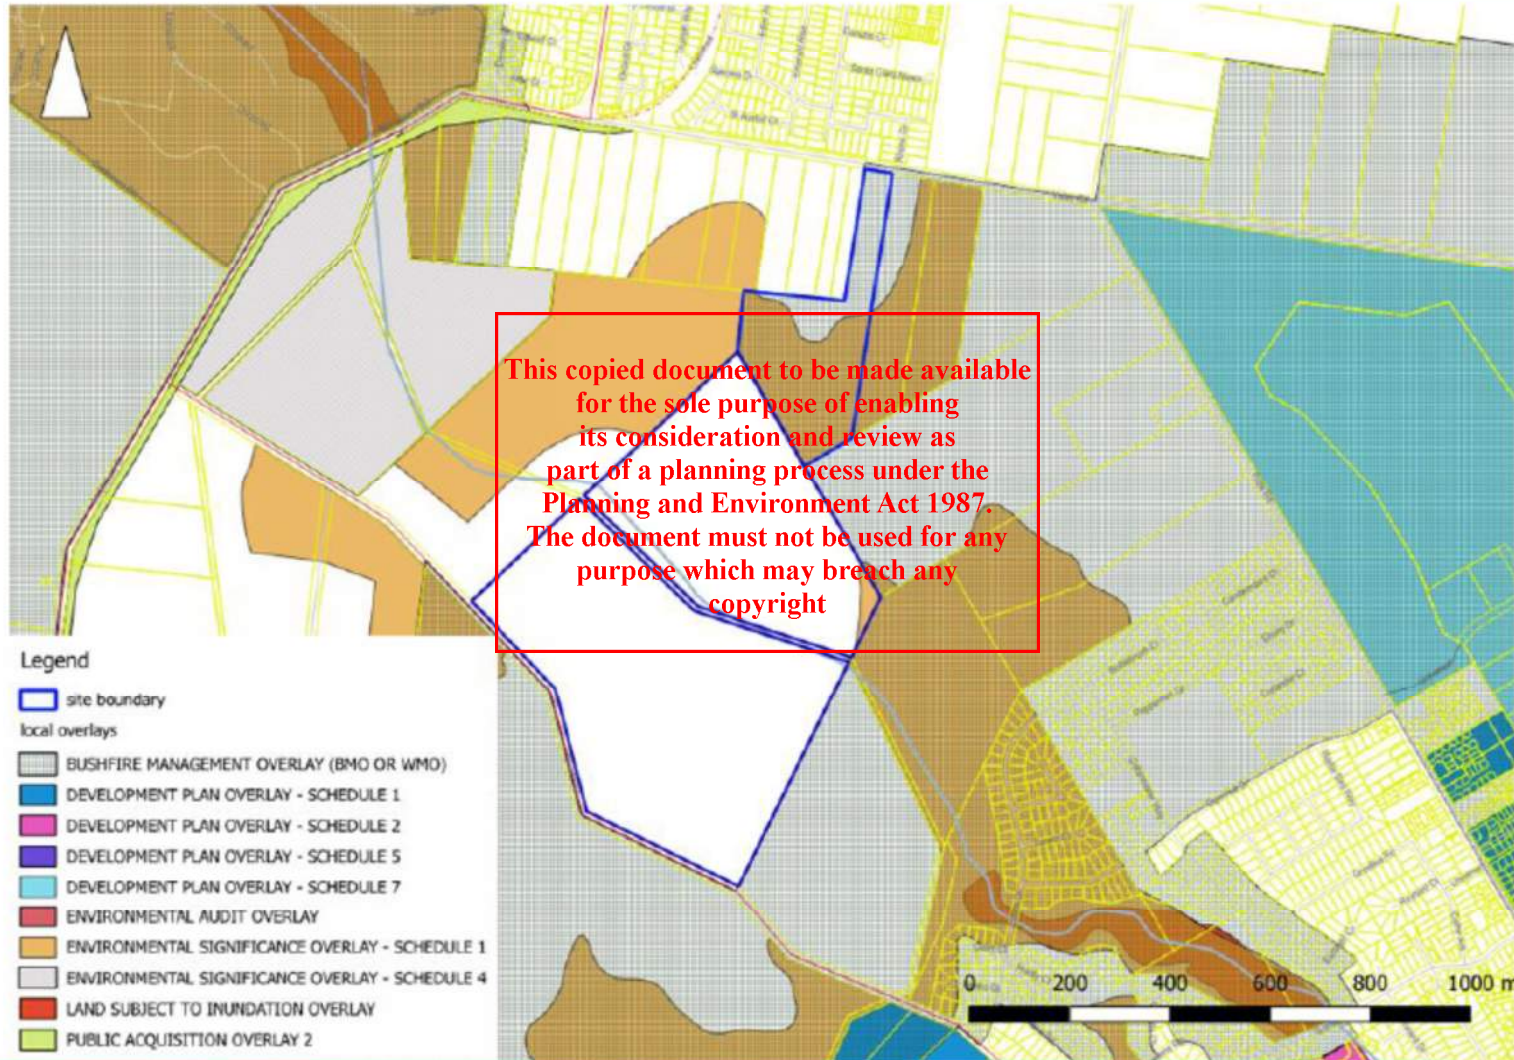 This copied document to be made available
for the sole purpose of enabling
its consideration and review as
part of a planning process under the
Planning and Environment Act 1987.
The document must not be used for any
purpose which may breach any
copyright
Legend
site boundary
local overlays
BUSHFIRE MANAGEMENT OVERLAY (BMO OR WMO)
DEVELOPMENT PLAN OVERLAY - SCHEDULE 1
DEVELOPMENT PLAN OVERLAY - SCHEDULE 2
DEVELOPMENT PLAN OVERLAY - SCHEDULE 5
DEVELOPMENT PLAN OVERLAY - SCHEDULE 7
ENVIRONMENTAL AUDIT OVERLAY
ENVIRONMENTAL SIGNIFICANCE OVERLAY - SCHEDULE 1
ENVIRONMENTAL SIGNIFICANCE OVERLAY - SCHEDULE 4
LAND SUBJECT TO INUNDATION OVERLAY
PUBLIC ACQUISITION OVERLAY 2
0 200 400 600 800 1000 m